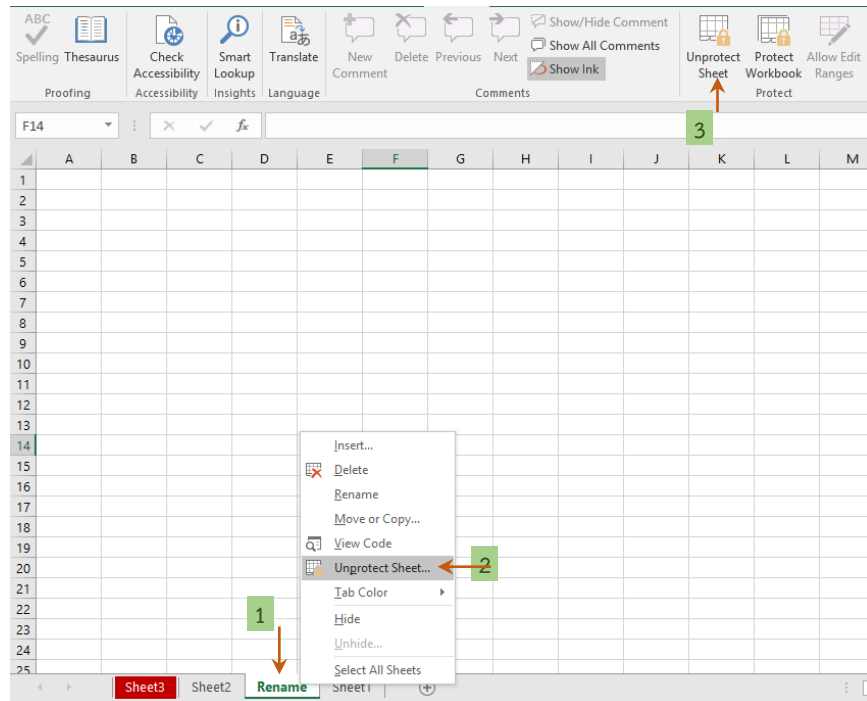 ABC
Spelling Thesaurus
Proofing
Check
Accessibility
Accessibility
Smart
Lookup
Insights
a あ
Translate
Language
New
Comment
Delete Previous Next
Show/Hide Comment
Show All Comments
Show Ink
Comments
Unprotect
Sheet
Protect
Workbook
Allow Edit
Ranges
Protect
3
F14 fx
A B C D E F G H I J K L M
1
2
3
4
5
6
7
8
9
10
11
12
13
14
15
16
17
18
19
20
21
22
23
24
25
Insert...
Delete
Rename
Move or Copy...
View Code
Unprotect Sheet...
2
Tab Color
1
Hide
Unhide...
Select All Sheets
Sheet3 Sheet2 Rename Sheet1